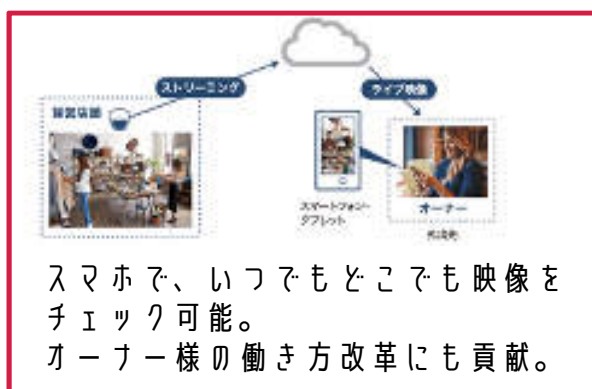 ストリーミング
ライブ映像
スマートフォン・
タブレット
オーナー
スマホで、いつでもどこでも映像を
チェック可能。
オーナー様の働き方改革にも貢献。